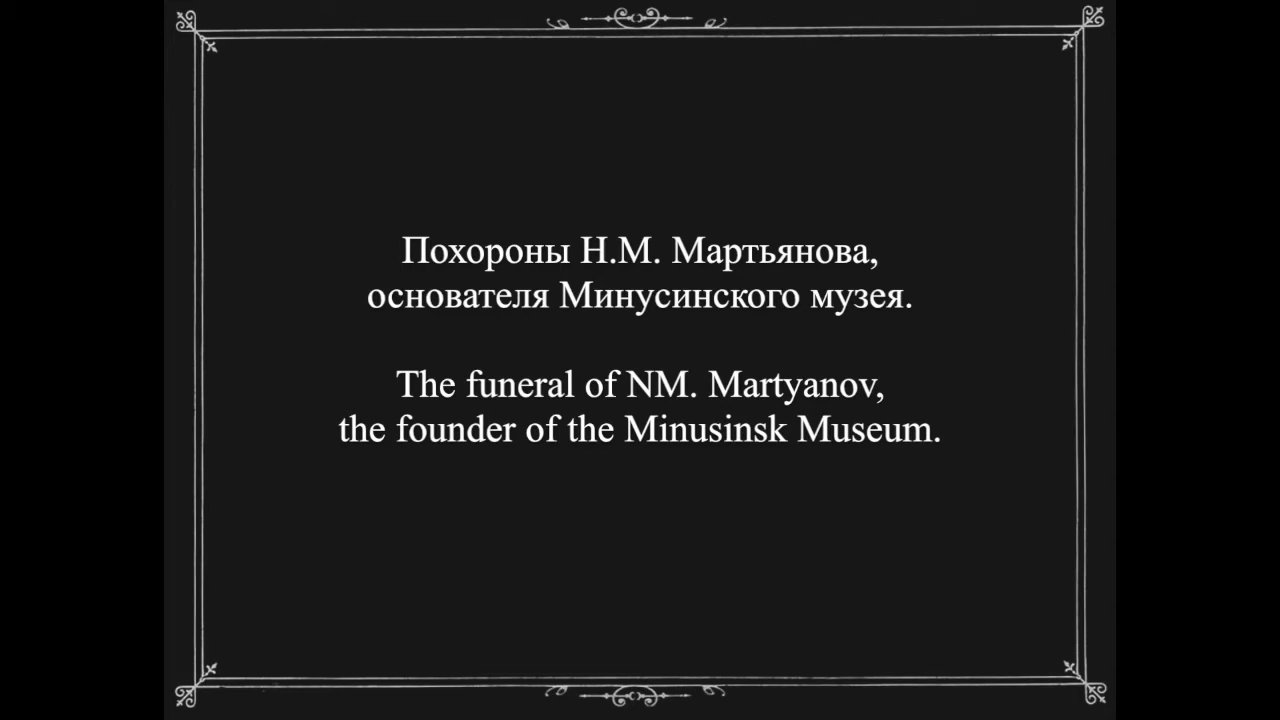 Похороны Н.М. Мартьянова,
основателя Минусинского музея.
The funeral of NM. Martyanov,
the founder of the Minusinsk Museum.